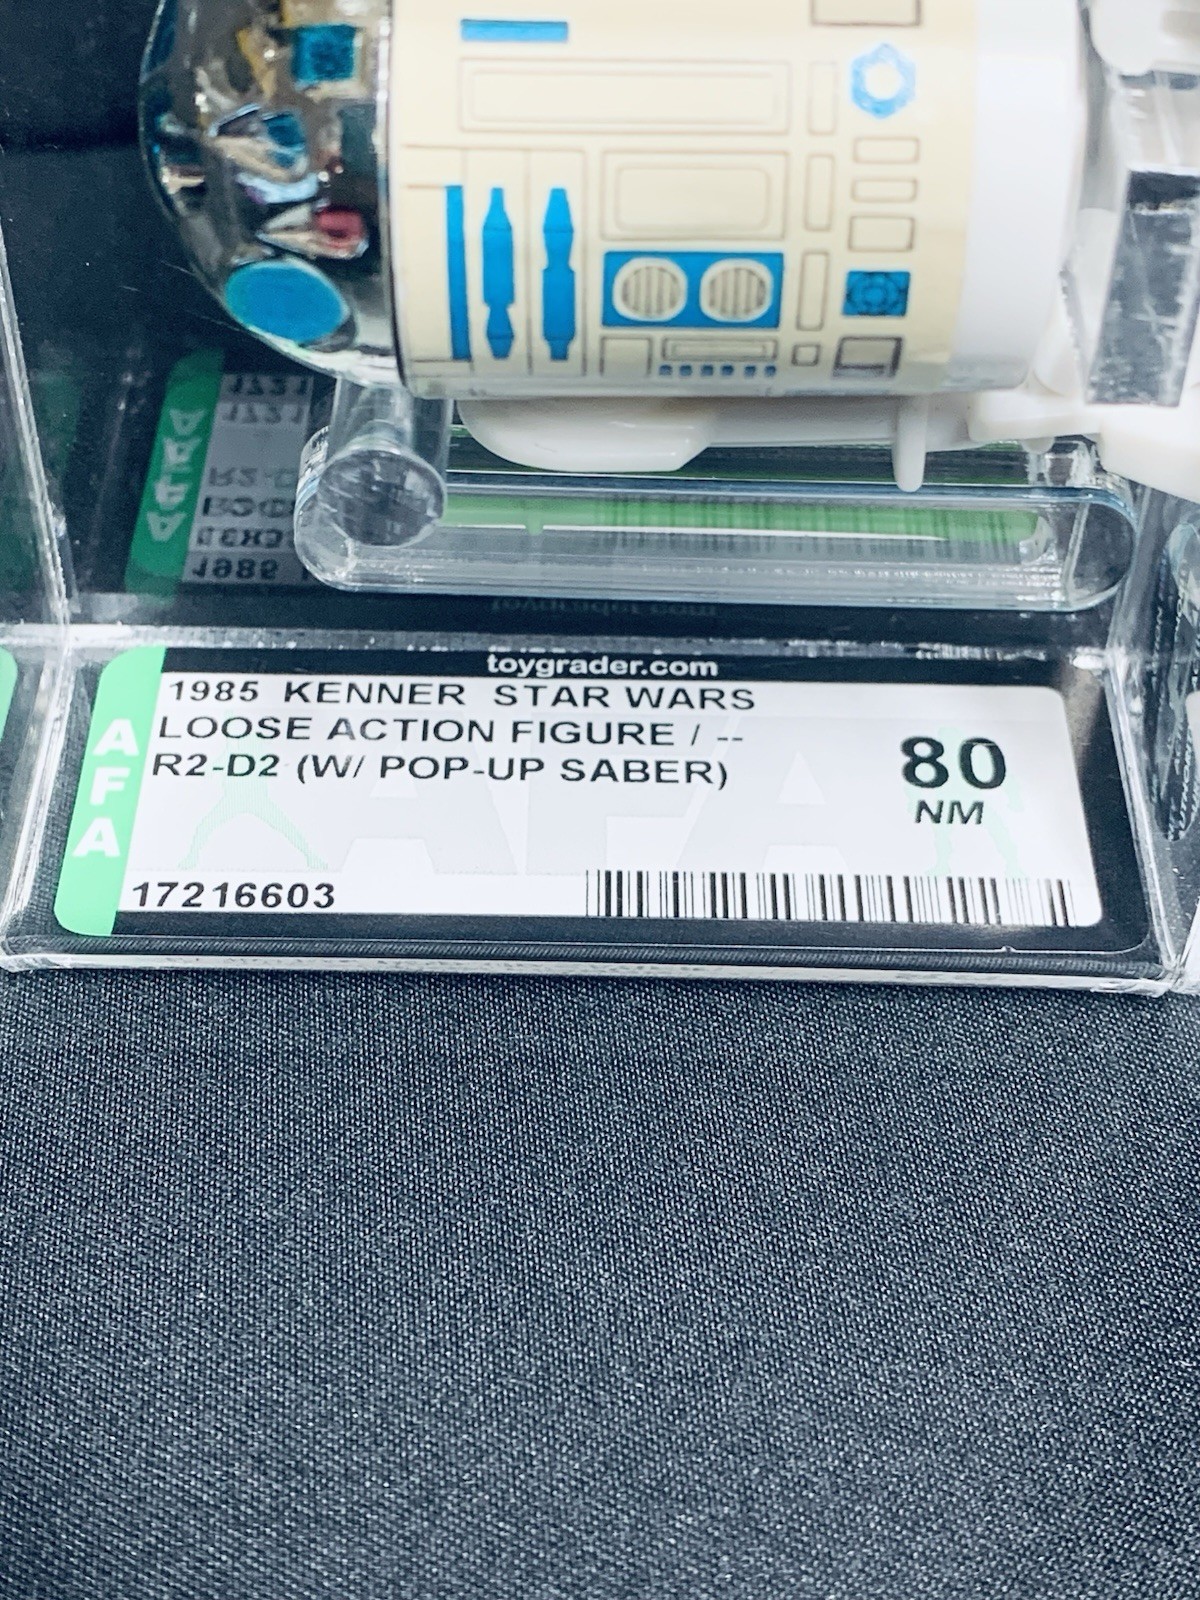 toygrader.com
AFA
1985 KENNER STAR WARS
LOOSE ACTION FIGURE / --
R2-D2 (W/ POP-UP SABER)
80
NM
17216603